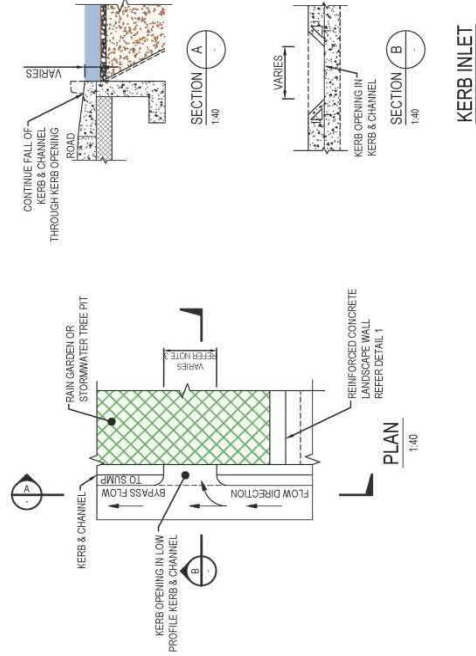 CONTINUE FALL OF
KERB & CHANNEL
THROUGH KERB OPENING
ROAD
VARIES
SECTION
1:40
A
-
VARIES
KERB OPENING IN
KERB & CHANNEL
SECTION
1:40
B
-
KERB INLET
RAIN GARDEN OR
STORMWATER TREE PIT
KERB & CHANNEL
A
-
BYPASS FLOW
TO SUMP
FLOW DIRECTION
VARIES
REFER NOTE 3
KERB OPENING IN LOW
PROFILE KERB & CHANNEL
B
-
REINFORCED CONCRETE
LANDSCAPE WALL
REFER DETAIL 1
PLAN
1:40